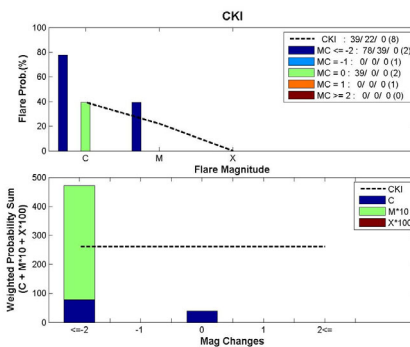 CKI
Flare Prob.(%)
100
80
60
40
20
0
C
M
X
Flare Magnitude
CKI : 39/ 22/ 0 (8)
MC <= -2 : 78/ 39/ 0 (2)
MC = -1 : 0/ 0/ 0 (1)
MC = 0 : 39/ 0/ 0 (2)
MC = 1 : 0/ 0/ 0 (1)
MC >= 2 : 0/ 0/ 0 (0)
Weighted Probability Sum
(C + M*10 + X*100)
500
400
300
200
100
0
<=-2
-1
0
1
2<=
Mag Changes
CKI
C
M*10
X*100